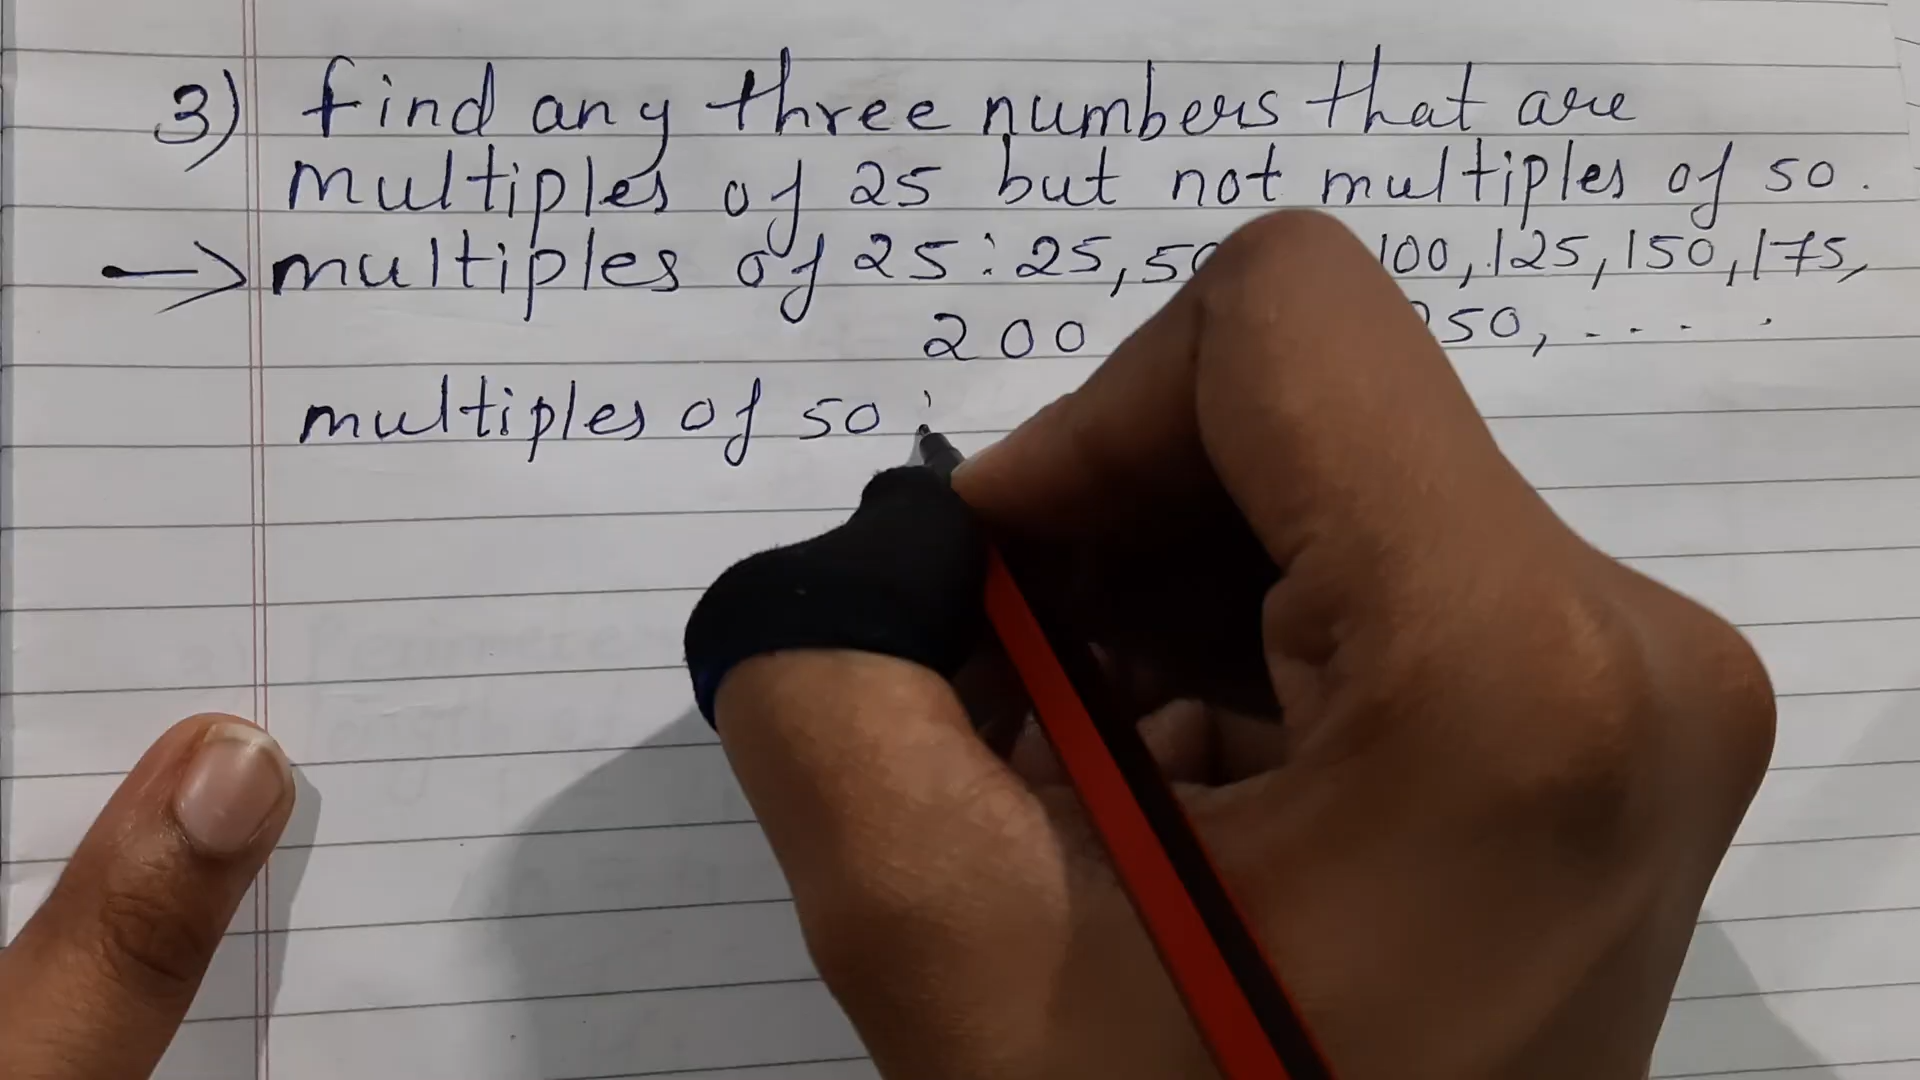 3) find any three numbers that are
multiples of 25 but not multiples of 50.
→ multiples of 25: 25, 50 100, 125, 150, 175,
200 250, .....
multiples of 50: